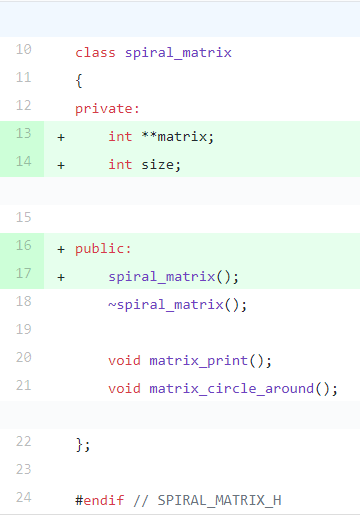 10 class spiral_matrix
11 {
12 private:
13 + int **matrix;
14 + int size;
15
16 + public:
17 + spiral_matrix();
18 ~spiral_matrix();
19
20 void matrix_print();
21 void matrix_circle_around();
22 };
23
24 #endif // SPIRAL_MATRIX_H